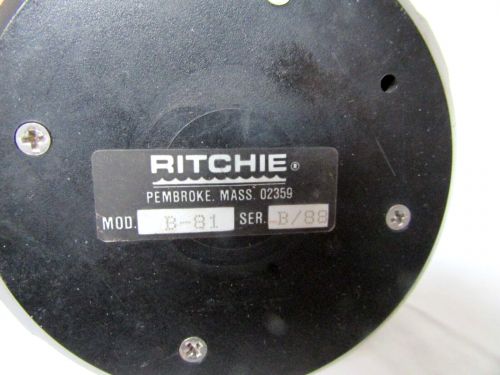 RITCHIE®
PEMBROKE. MASS. 02359
MOD. B-81 SER. B/88